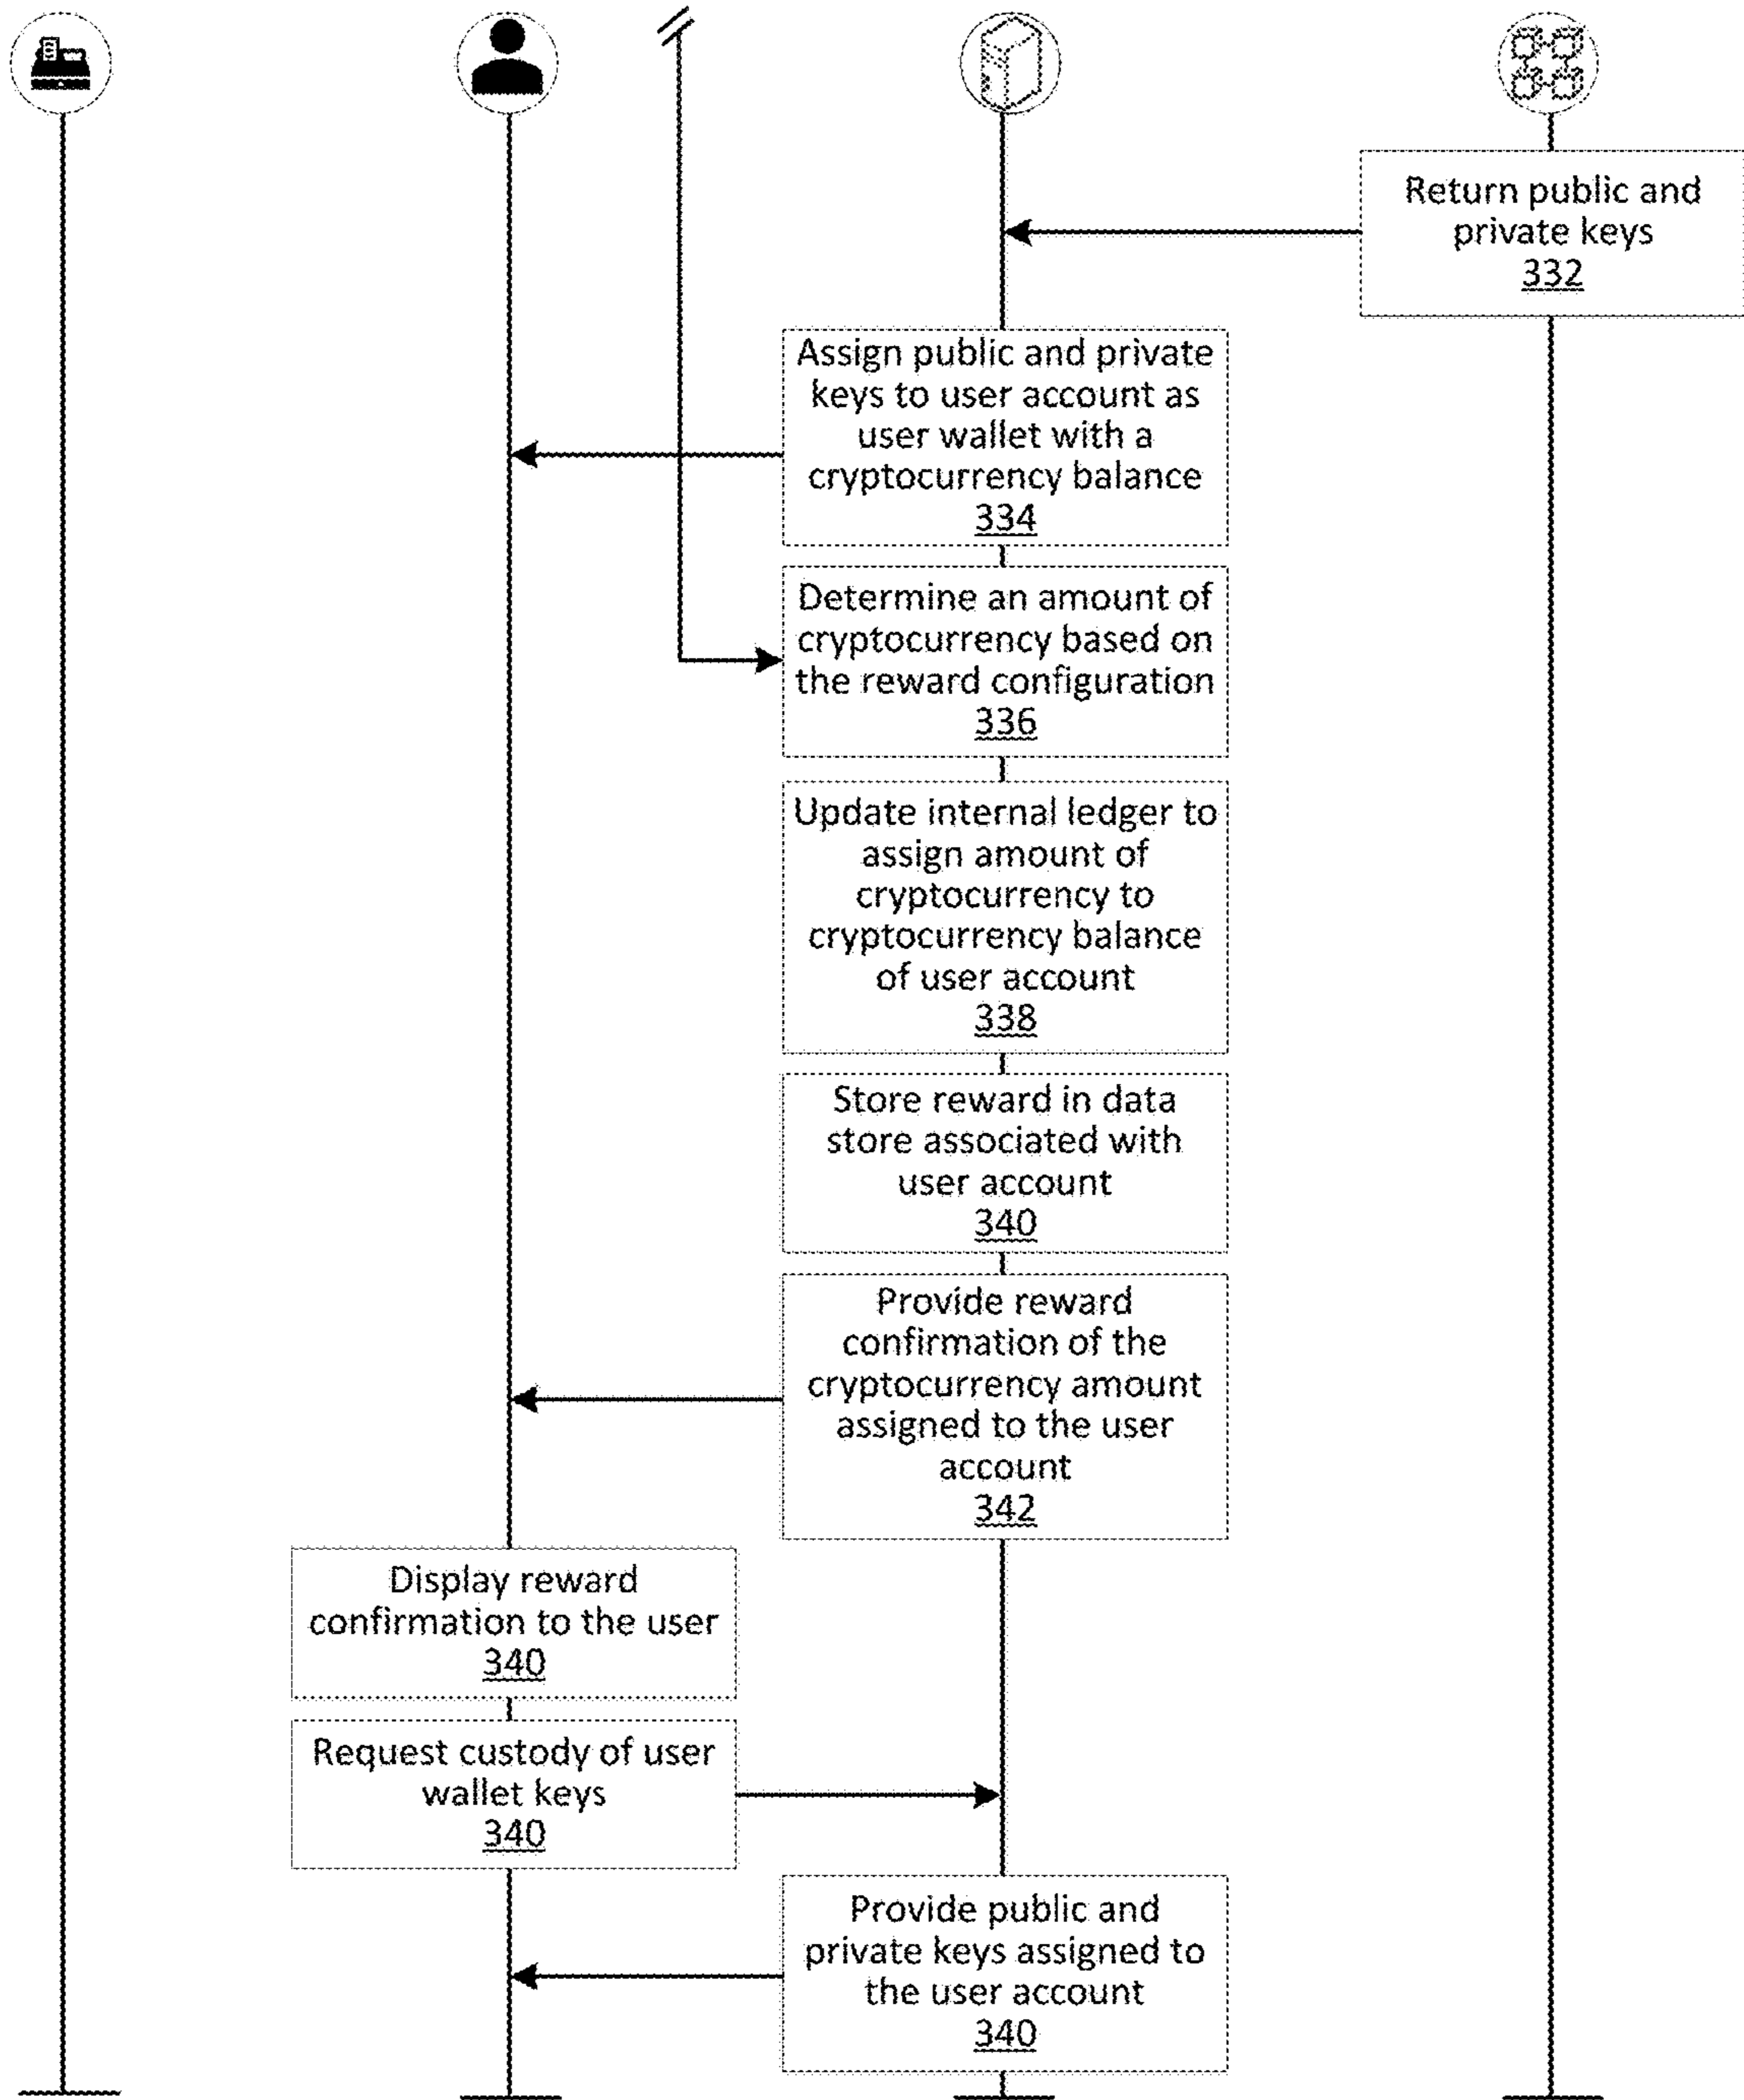 Return public and
private keys
332
Assign public and private
keys to user account as
user wallet with a
cryptocurrency balance
334
Determine an amount of
cryptocurrency based on
the reward configuration
336
Update internal ledger to
assign amount of
cryptocurrency to
cryptocurrency balance
of user account
338
Store reward in data
store associated with
user account
340
Provide reward
confirmation of the
cryptocurrency amount
assigned to the user
account
342
Display reward
confirmation to the user
340
Request custody of user
wallet keys
340
Provide public and
private keys assigned to
the user account
340